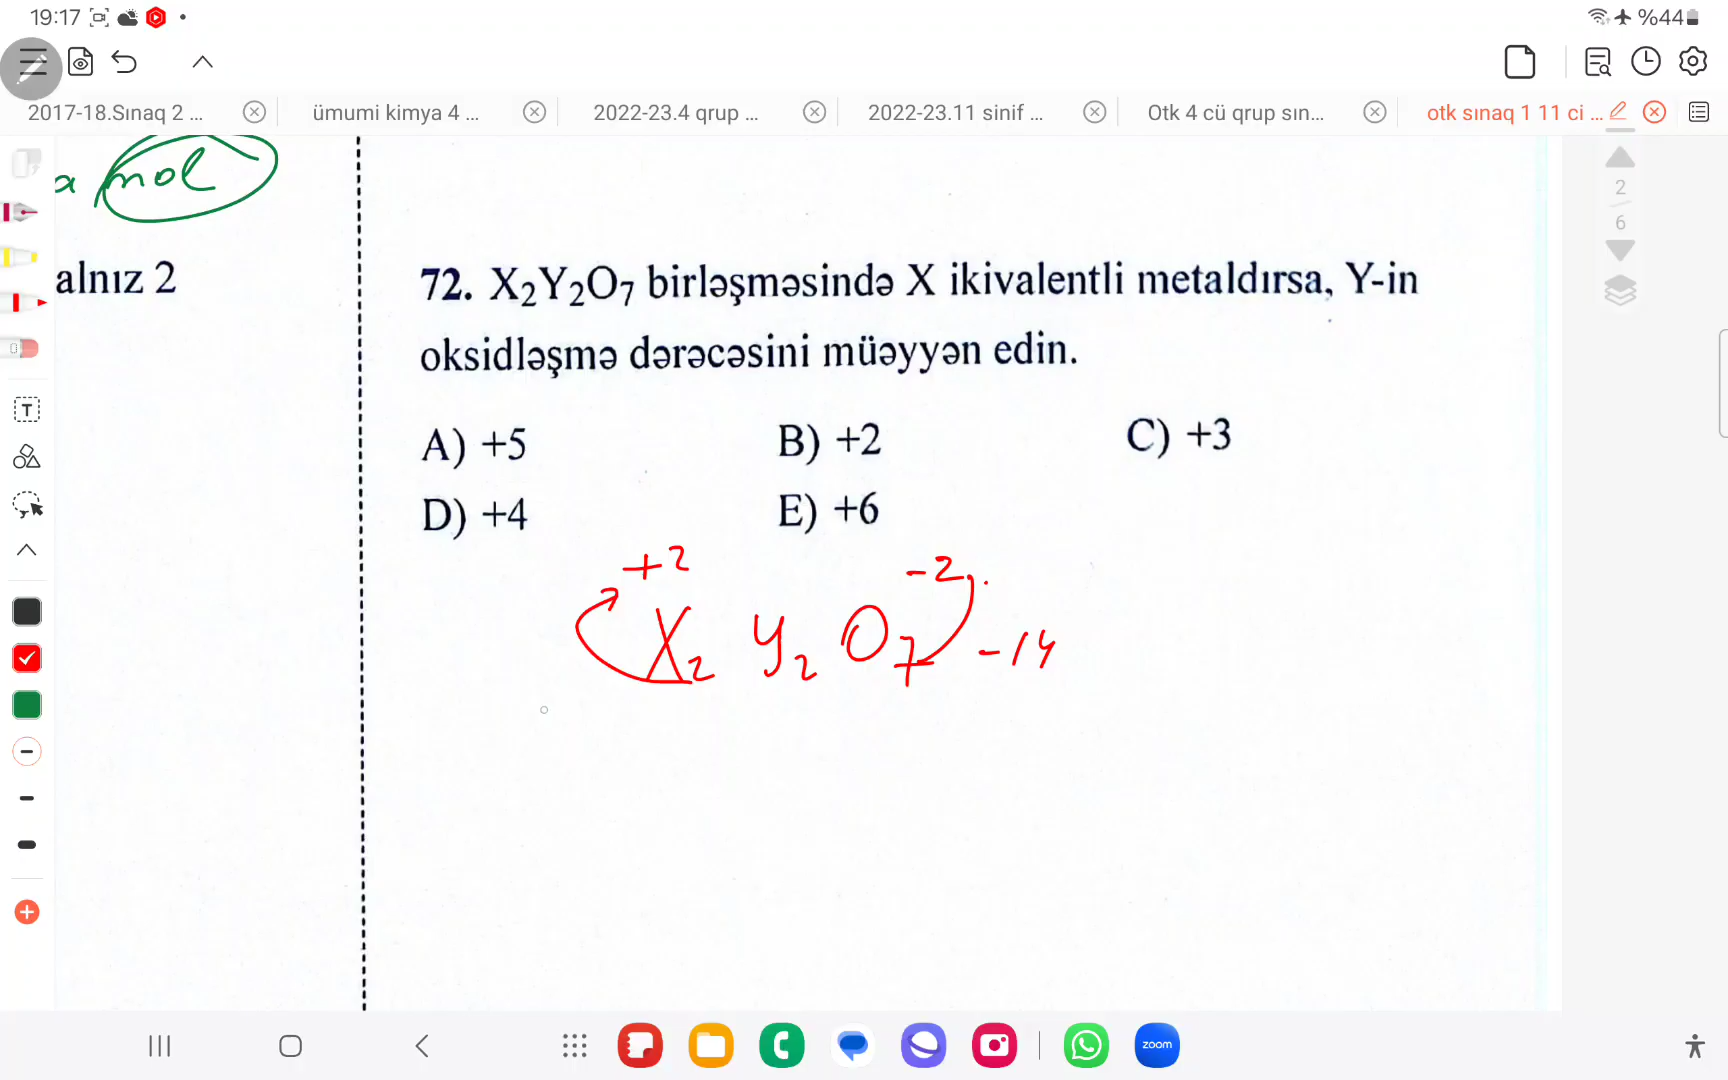 19:17
%44
2017-18.Sınaq 2 ...
ümumi kimya 4 ...
2022-23.4 qrup ...
2022-23.11 sinif ...
Otk 4 cü qrup sın...
otk sınaq 1 11 ci ...
2
6
a mol
alnız 2
72. X₂Y₂O₇ birləşməsində X ikivalentli metaldırsa, Y-in
oksidləşmə dərəcəsini müəyyən edin.
A) +5 B) +2 C) +3
D) +4 E) +6
+2 -2
X₂ Y₂ O₇ -14
T
zoom